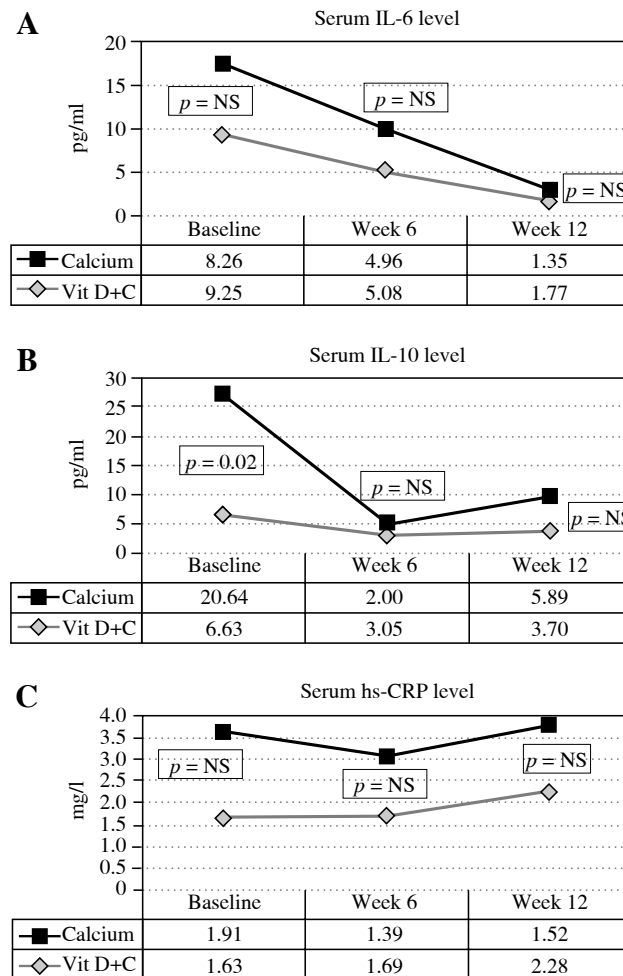 A
Serum IL-6 level
20
15
10
5
0
pg/ml
p = NS
p = NS
p = NS
Baseline Week 6 Week 12
Calcium 8.26 4.96 1.35
Vit D+C 9.25 5.08 1.77
B
Serum IL-10 level
30
25
20
15
10
5
0
pg/ml
p = 0.02
p = NS
p = NS
Baseline Week 6 Week 12
Calcium 20.64 2.00 5.89
Vit D+C 6.63 3.05 3.70
C
Serum hs-CRP level
4.0
3.5
3.0
2.5
2.0
1.5
1.0
0.5
0
mg/l
p = NS
p = NS
p = NS
Baseline Week 6 Week 12
Calcium 1.91 1.39 1.52
Vit D+C 1.63 1.69 2.28